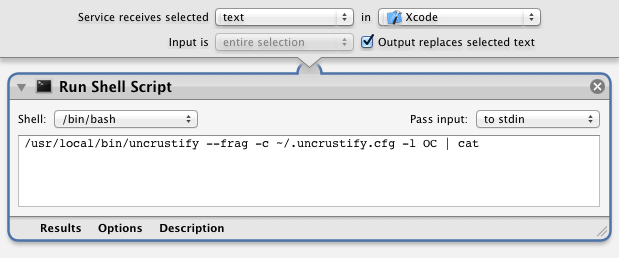 Service receives selected text in Xcode
Input is entire selection Output replaces selected text
Run Shell Script
Shell: /bin/bash Pass input: to stdin
/usr/local/bin/uncrustify --frag -c ~/.uncrustify.cfg -l OC | cat
Results Options Description